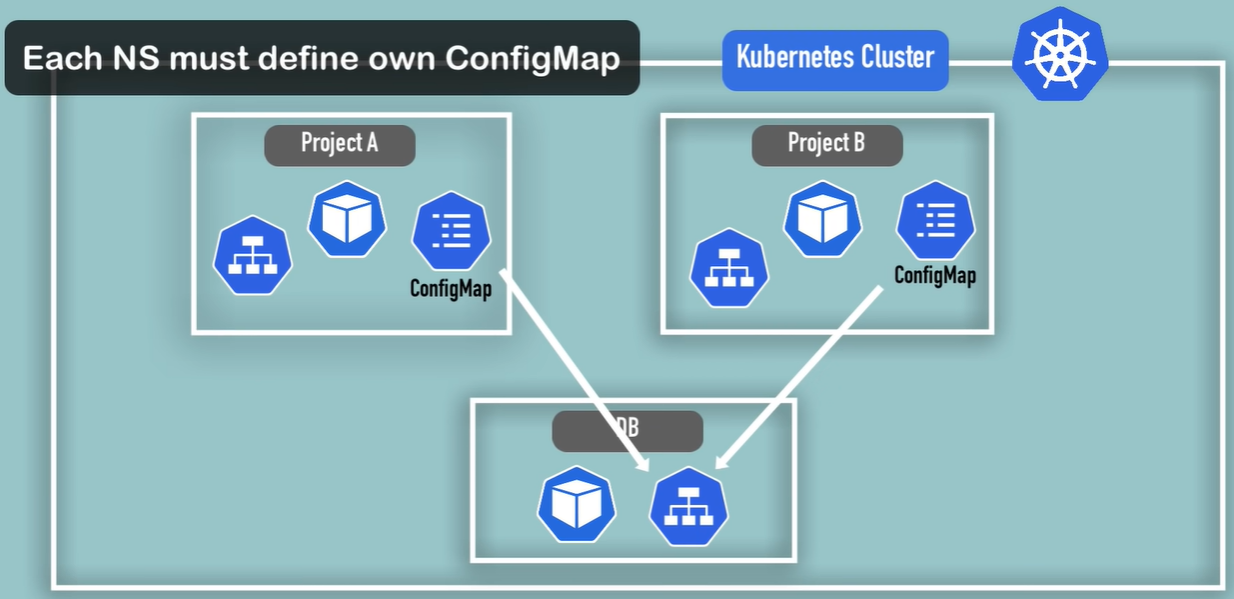 Each NS must define own ConfigMap
Kubernetes Cluster
Project A
Project B
ConfigMap
ConfigMap
DB